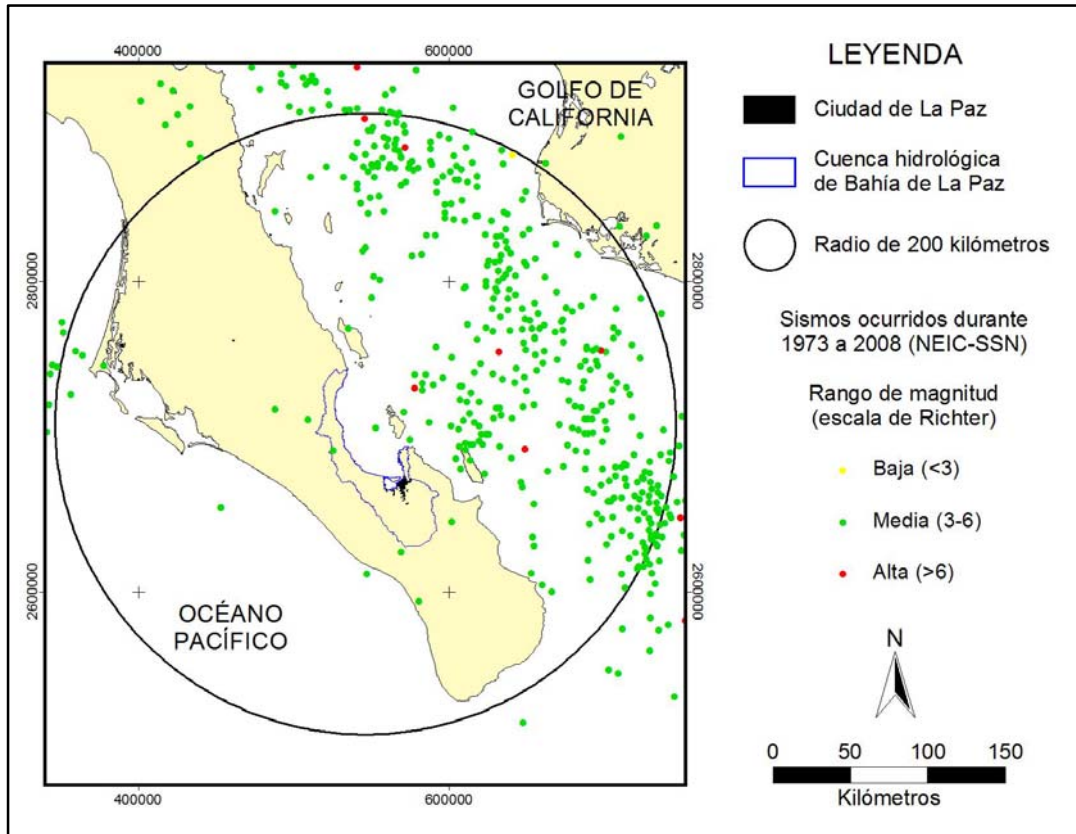 400000
600000
GOLFO DE
CALIFORNIA
2800000
2800000
2600000
2600000
OCÉANO
PACÍFICO
400000
600000
LEYENDA
Ciudad de La Paz
Cuenca hidrológica
de Bahía de La Paz
Radio de 200 kilómetros
Sismos ocurridos durante
1973 a 2008 (NEIC-SSN)
Rango de magnitud
(escala de Richter)
Baja (<3)
Media (3-6)
Alta (>6)
N
0 50 100 150
Kilómetros